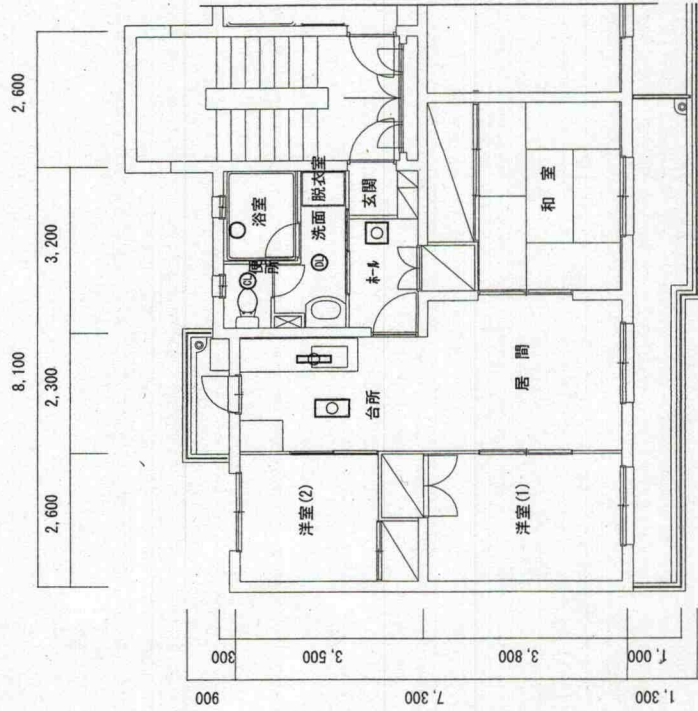 8,100
2,600
2,300
3,200
2,600
浴室
脱衣室
洗面
CL
便所
CL
玄関
ホール
台所
洋室(2)
和室
居間
洋室(1)
900
300
3,500
7,300
3,800
1,000
1,300